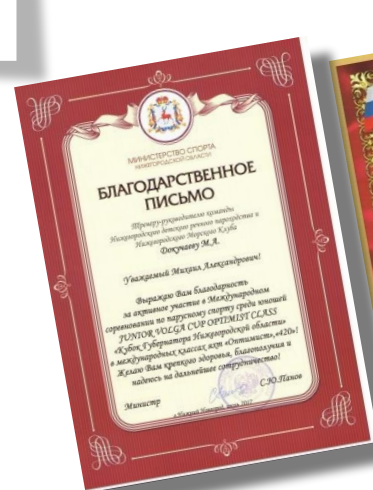 МИНИСТЕРСТВО СПОРТА
НИЖЕГОРОДСКОЙ ОБЛАСТИ
БЛАГОДАРСТВЕННОЕ
ПИСЬМО
Тренеру-руководителю команды
Нижегородского детского речного пароходства и
Нижегородского Морского Клуба
Докучаеву М.А.
Уважаемый Михаил Александрович!
Выражаю Вам благодарность
за активное участие в Международном
соревновании по парусному спорту среди юношей
JUNIOR VOLGA CUP OPTIMIST CLASS
«Кубок Губернатора Нижегородской области»
в международных классах яхт «Оптимист», «420»!
Желаю Вам крепкого здоровья, благополучия и
надеюсь на дальнейшее сотрудничество!
Министр С.Ю.Панов
г.Нижний Новгород,